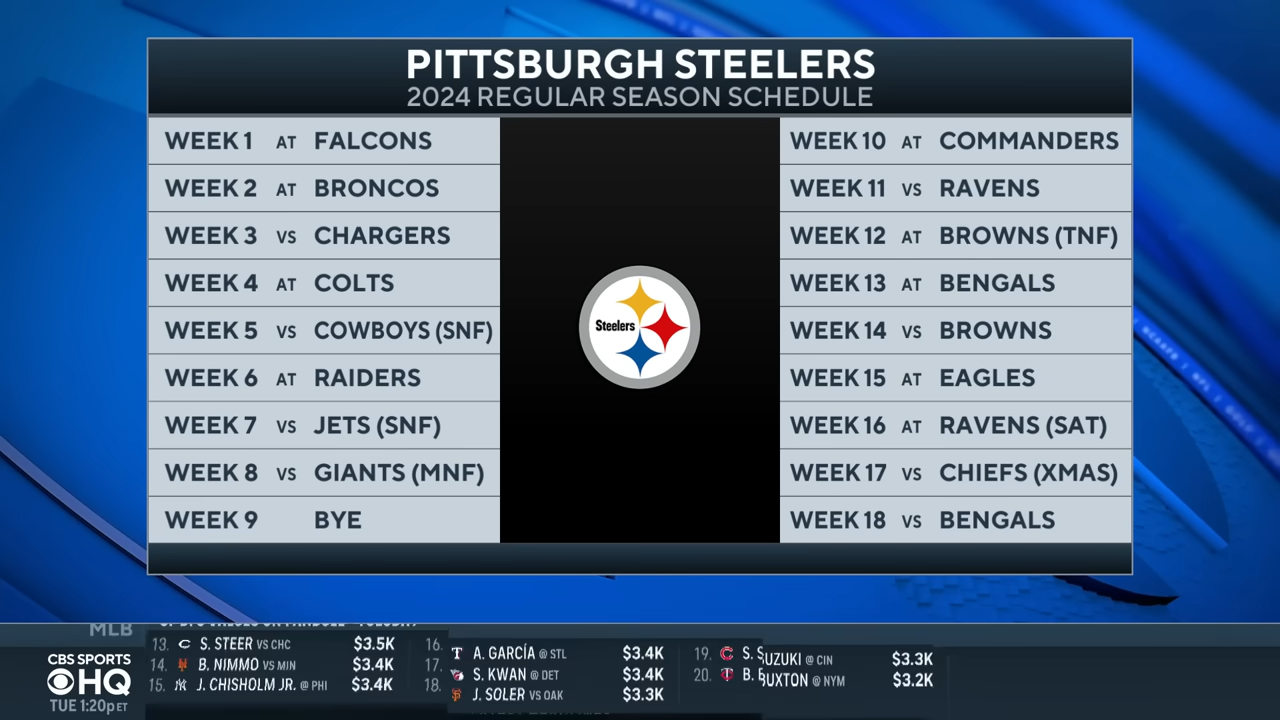 PITTSBURGH STEELERS
2024 REGULAR SEASON SCHEDULE
WEEK 1 AT FALCONS
WEEK 2 AT BRONCOS
WEEK 3 VS CHARGERS
WEEK 4 AT COLTS
WEEK 5 VS COWBOYS (SNF)
WEEK 6 AT RAIDERS
WEEK 7 VS JETS (SNF)
WEEK 8 VS GIANTS (MNF)
WEEK 9 BYE
Steelers
WEEK 10 AT COMMANDERS
WEEK 11 VS RAVENS
WEEK 12 AT BROWNS (TNF)
WEEK 13 AT BENGALS
WEEK 14 VS BROWNS
WEEK 15 AT EAGLES
WEEK 16 AT RAVENS (SAT)
WEEK 17 VS CHIEFS (XMAS)
WEEK 18 VS BENGALS
MLB
CBS SPORTS
HQ
TUE 1:20p ET
13. S. STEER VS CHC $3.5K
14. B. NIMMO VS MIN $3.4K
15. J. CHISHOLM JR. @ PHI $3.4K
16. A. GARCÍA @ STL $3.4K
17. S. KWAN @ DET $3.4K
18. J. SOLER VS OAK $3.3K
19. S. @ CIN $3.3K
20. B. @ NYM $3.2K